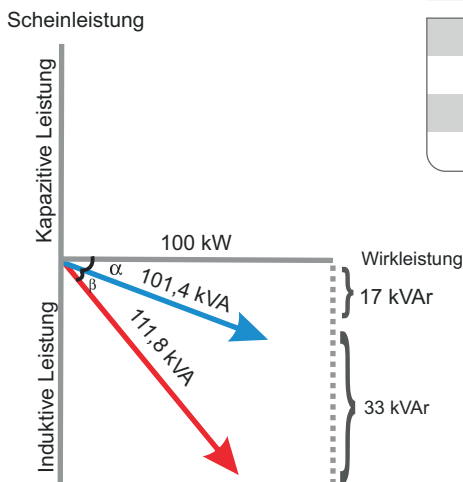 Scheinleistung
Kapazitive Leistung
100 kW
Wirkleistung
α
β
101,4 kVA
17 kVAr
111,8 kVA
Induktive Leistung
33 kVAr